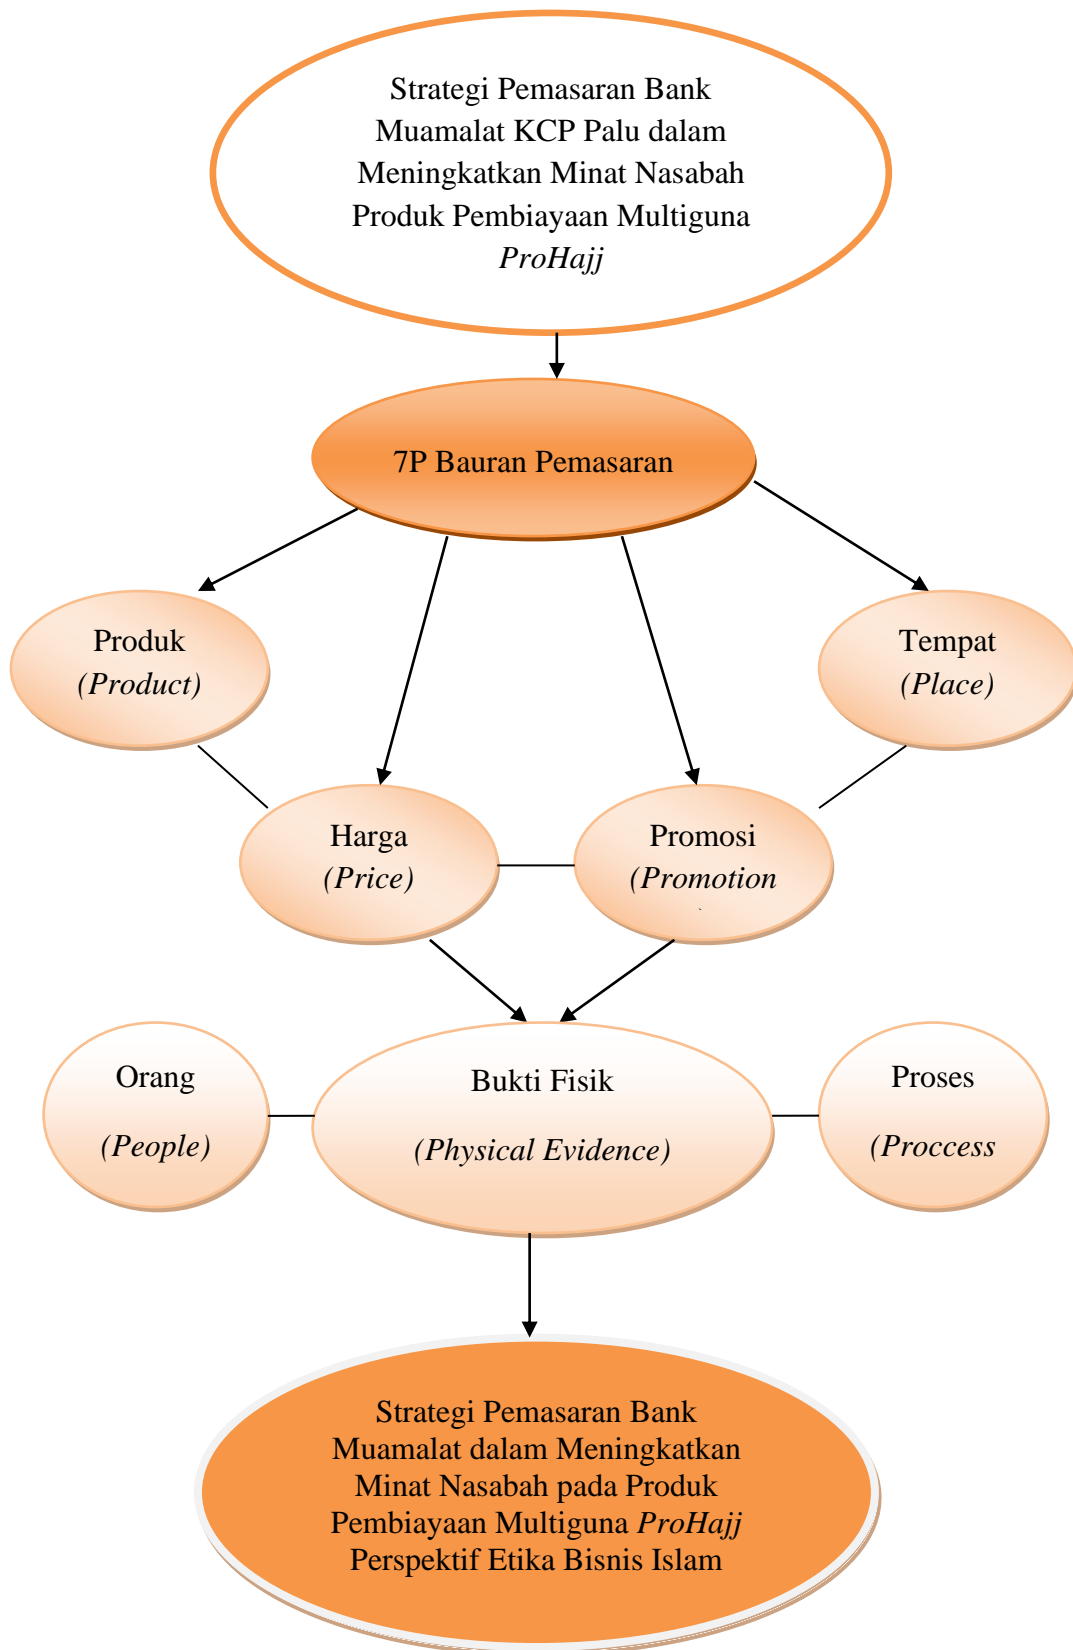 Strategi Pemasaran Bank
Muamalat KCP Palu dalam
Meningkatkan Minat Nasabah
Produk Pembiayaan Multiguna
ProHajj
7P Bauran Pemasaran
Produk
(Product)
Tempat
(Place)
Harga
(Price)
Promosi
(Promotion
Orang
(People)
Bukti Fisik
(Physical Evidence)
Proses
(Proccess
Strategi Pemasaran Bank
Muamalat dalam Meningkatkan
Minat Nasabah pada Produk
Pembiayaan Multiguna ProHajj
Perspektif Etika Bisnis Islam